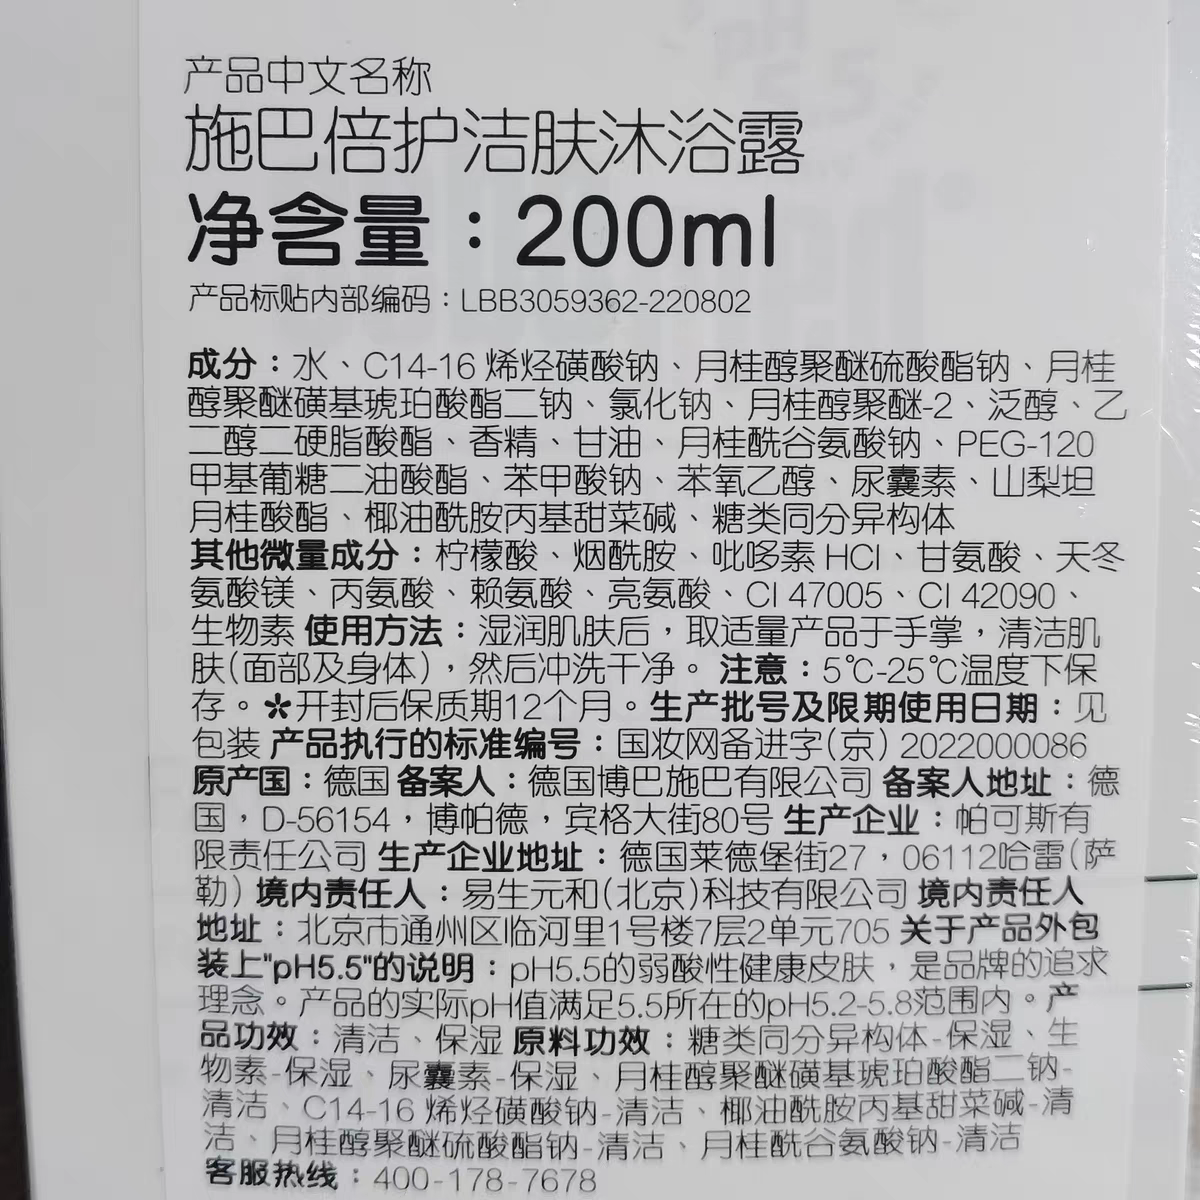 产品中文名称
施巴倍护洁肤沐浴露
净含量：200ml
产品标贴内部编码：LBB3059362-220802
成分：水、C14-16 烯烃磺酸钠、月桂醇聚醚硫酸酯钠、月桂
醇聚醚磺基琥珀酸酯二钠、氯化钠、月桂醇聚醚-2、泛醇、乙
二醇二硬脂酸酯、香精、甘油、月桂酰谷氨酸钠、PEG-120
甲基葡糖二油酸酯、苯甲酸钠、苯氧乙醇、尿囊素、山梨坦
月桂酸酯、椰油酰胺丙基甜菜碱、糖类同分异构体
其他微量成分：柠檬酸、烟酰胺、吡哆素 HCl、甘氨酸、天冬
氨酸镁、丙氨酸、赖氨酸、亮氨酸、CI 47005、CI 42090、
生物素 使用方法：湿润肌肤后，取适量产品于手掌，清洁肌
肤（面部及身体），然后冲洗干净。 注意：5℃-25℃温度下保
存。✻开封后保质期12个月。生产批号及限期使用日期：见
包装 产品执行的标准编号：国妆网备进字（京）2022000086
原产国：德国 备案人：德国博巴施巴有限公司 备案人地址：德
国，D-56154，博帕德，宾格大街80号 生产企业：帕可斯有
限责任公司 生产企业地址：德国莱德堡街27，06112哈雷（萨
勒）境内责任人：易生元和（北京）科技有限公司 境内责任人
地址：北京市通州区临河里1号楼7层2单元705 关于产品外包
装上"pH5.5"的说明：pH5.5的弱酸性健康皮肤，是品牌的追求
理念。产品的实际pH值满足5.5所在的pH5.2-5.8范围内。产
品功效：清洁、保湿 原料功效：糖类同分异构体-保湿、生
物素-保湿、尿囊素-保湿、月桂醇聚醚磺基琥珀酸酯二钠-
清洁、C14-16 烯烃磺酸钠-清洁、椰油酰胺丙基甜菜碱-清
洁、月桂醇聚醚硫酸酯钠-清洁、月桂酰谷氨酸钠-清洁
客服热线：400-178-7678